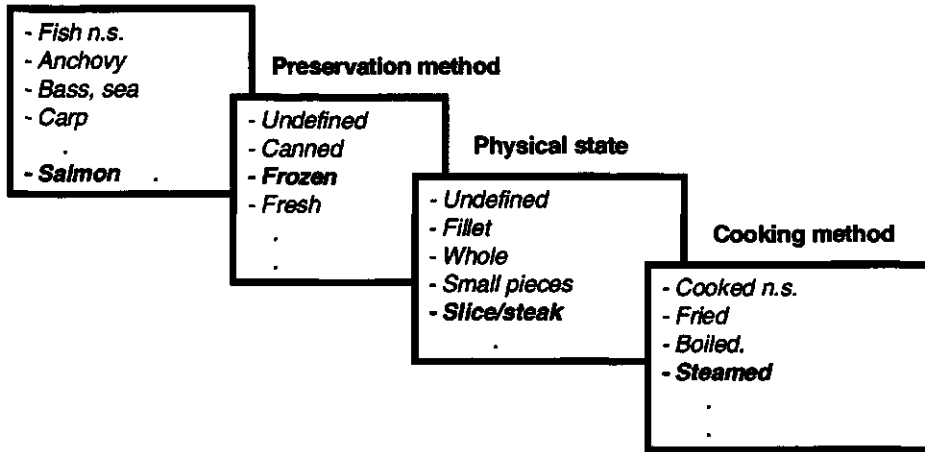 - Fish n.s.
- Anchovy
- Bass, sea
- Carp
.
- Salmon .
Preservation method
- Undefined
- Canned
- Frozen
- Fresh
.
.
Physical state
- Undefined
- Fillet
- Whole
- Small pieces
- Slice/steak
.
Cooking method
- Cooked n.s.
- Fried
- Boiled.
- Steamed
.
.